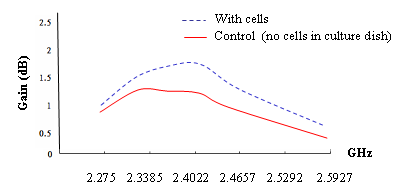 2.5
With cells
Control (no cells in culture dish)
2
1.5
1
0.5
0
Gain (dB)
GHz
2.275 2.3385 2.4022 2.4657 2.5292 2.5927